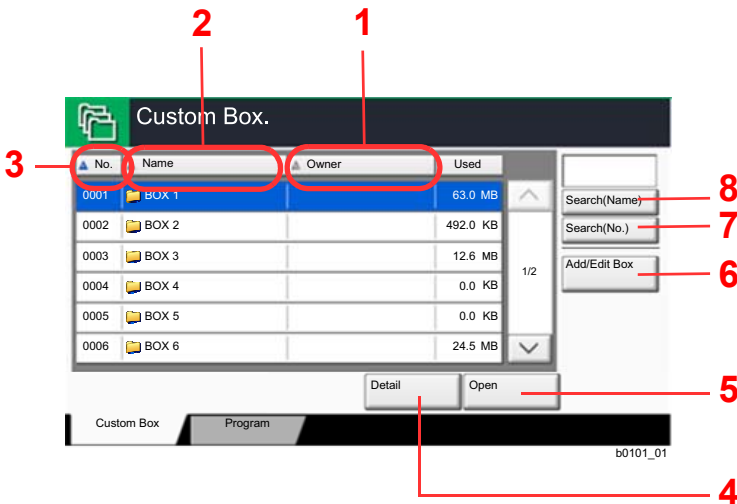 2
1
Custom Box.
3
No.
Name
Owner
Used
0001 BOX 1 63.0 MB
0002 BOX 2 492.0 KB
0003 BOX 3 12.6 MB
0004 BOX 4 0.0 KB
0005 BOX 5 0.0 KB
0006 BOX 6 24.5 MB
1/2
Search(Name)
8
Search(No.)
7
Add/Edit Box
6
Detail
Open
5
Custom Box
Program
b0101_01
4